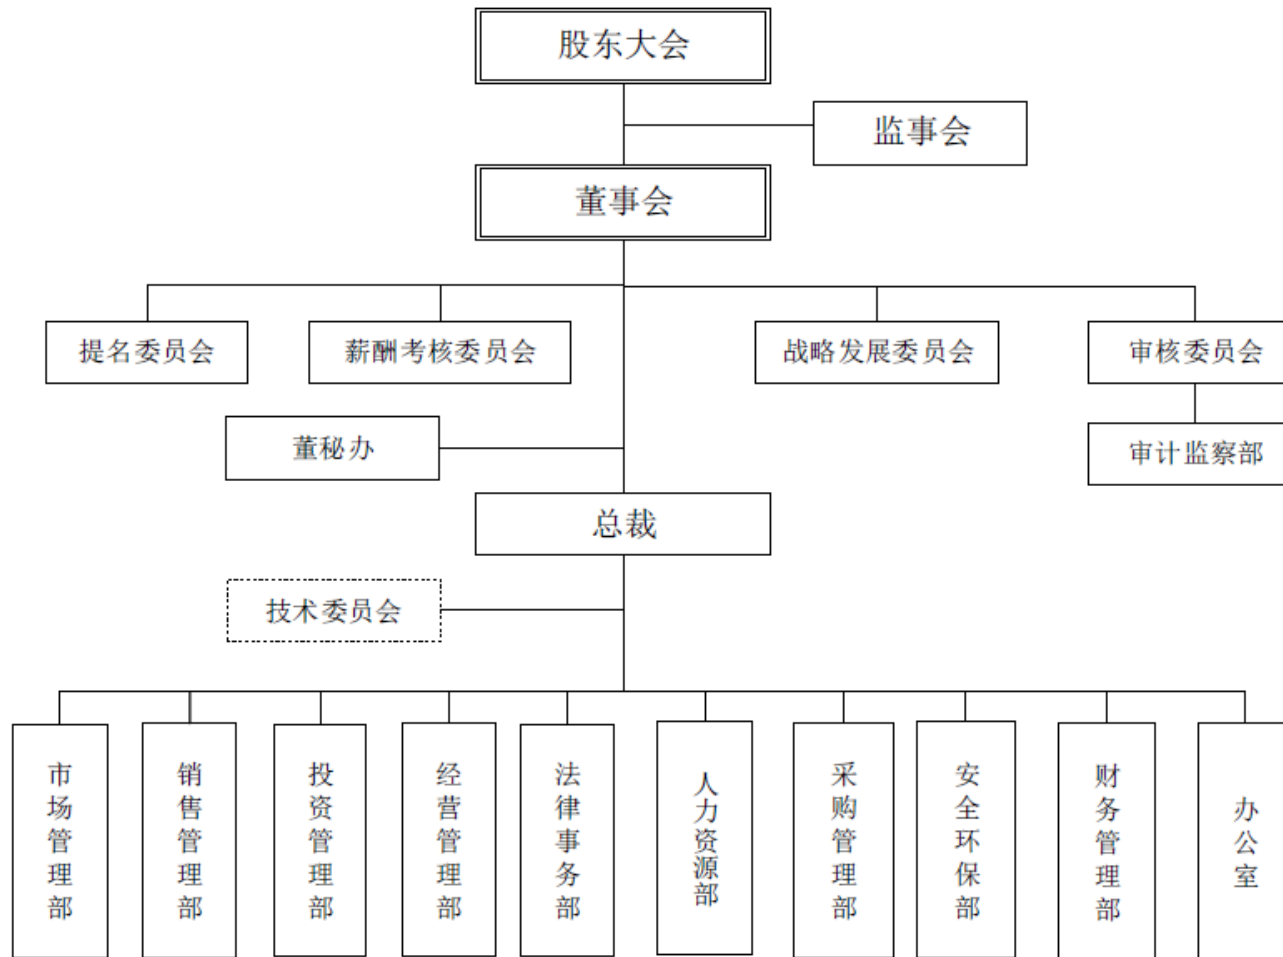 股东大会
监事会
董事会
提名委员会
薪酬考核委员会
战略发展委员会
审核委员会
董秘办
审计监察部
总裁
技术委员会
市场管理部
销售管理部
投资管理部
经营管理部
法律事务部
人力资源部
采购管理部
安全环保部
财务管理部
办公室